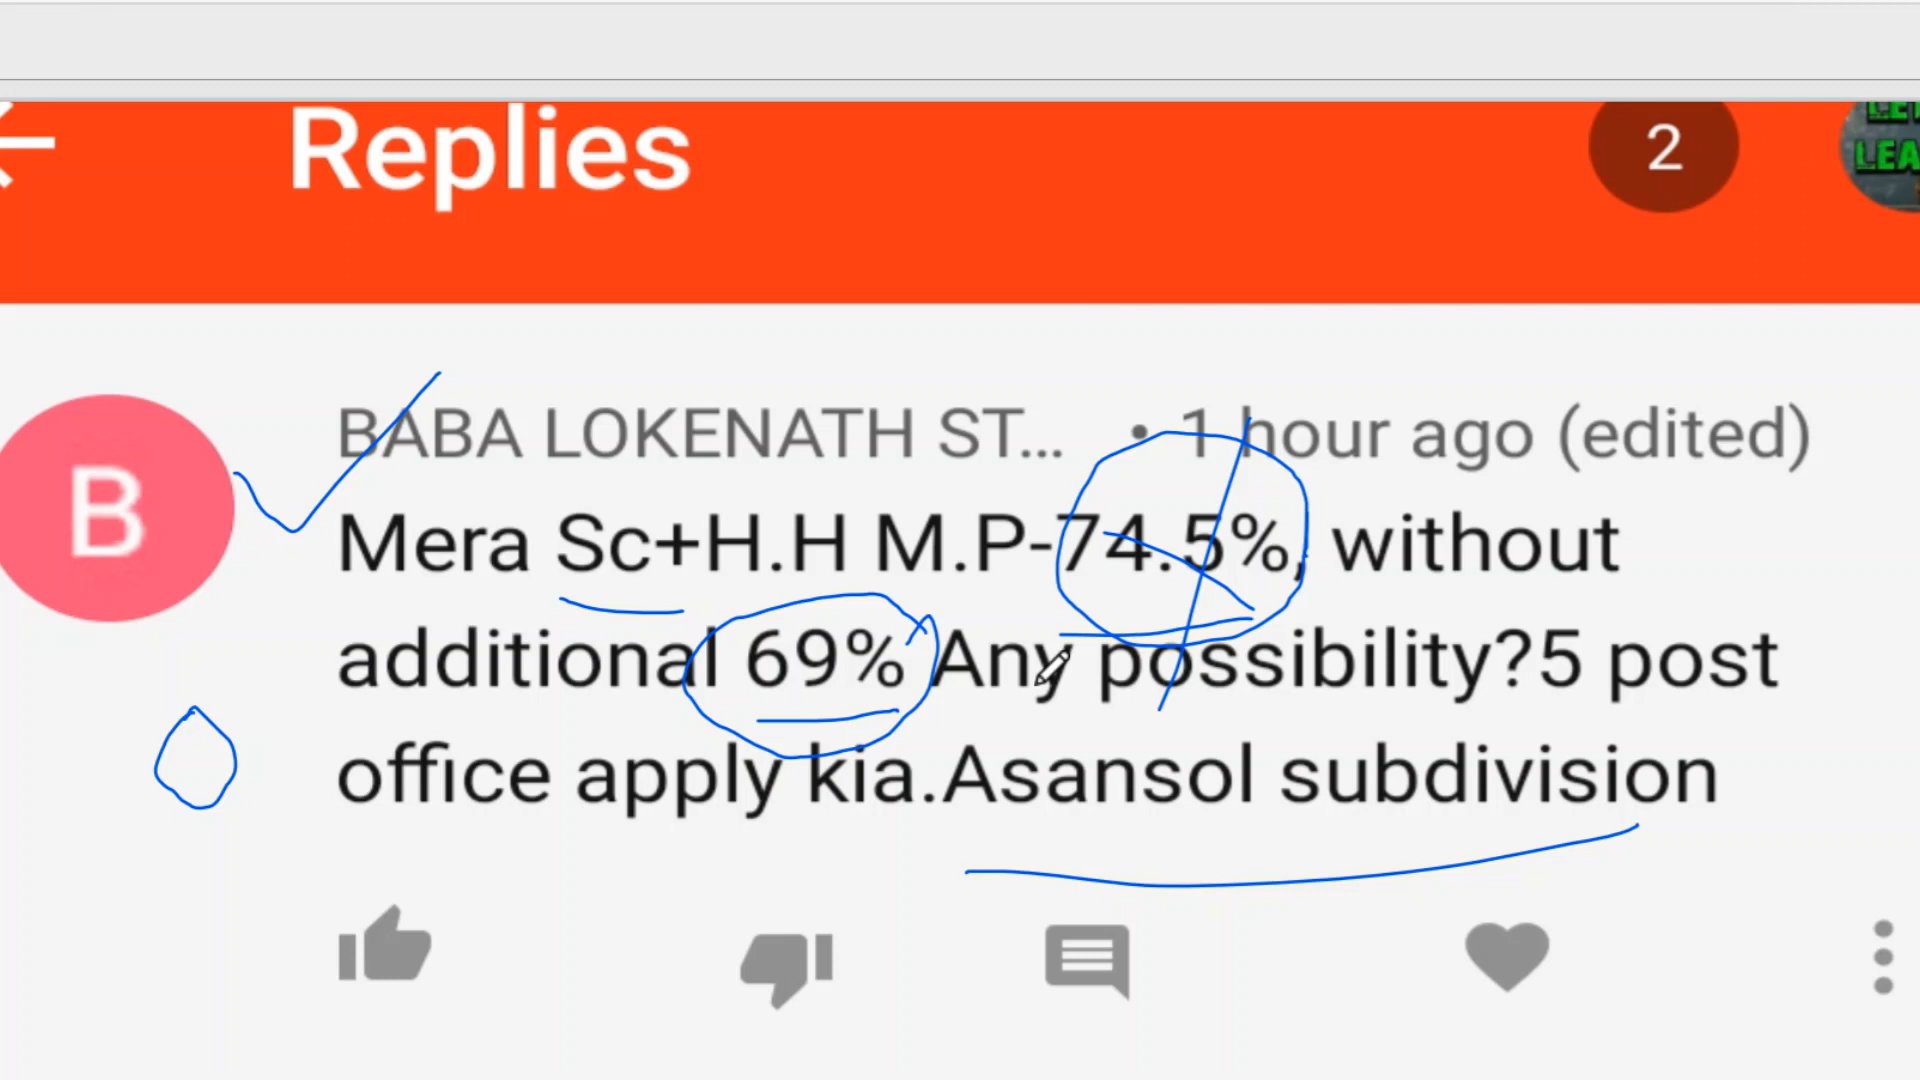 Replies
2
LEA
B
BABA LOKENATH ST... • 1 hour ago (edited)
Mera Sc+H.H M.P-74.5%, without
additional 69% Any possibility?5 post
office apply kia.Asansol subdivision